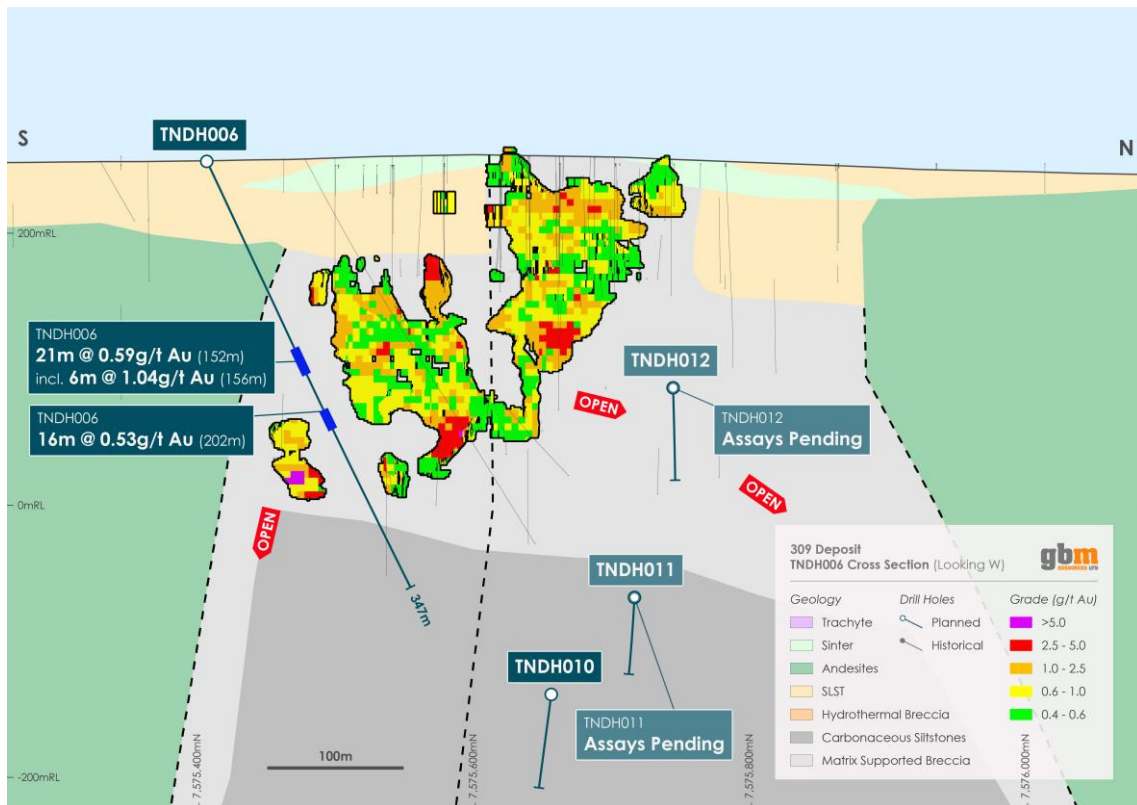 S
TNDH006
N
200mRL
TNDH006
21m @ 0.59g/t Au (152m)
incl. 6m @ 1.04g/t Au (156m)
TNDH006
16m @ 0.53g/t Au (202m)
TNDH012
OPEN
TNDH012
Assays Pending
OPEN
0mRL
OPEN
347m
TNDH011
TNDH010
TNDH011
Assays Pending
100m
-200mRL
7,575,400mN
7,575,600mN
7,575,800mN
7,576,000mN
309 Deposit
TNDH006 Cross Section (Looking W)
gbm
RESOURCES LTD
Geology
Trachyte
Sinter
Andesites
SLST
Hydrothermal Breccia
Carbonaceous Siltstones
Matrix Supported Breccia
Drill Holes
Planned
Historical
Grade (g/t Au)
>5.0
2.5 - 5.0
1.0 - 2.5
0.6 - 1.0
0.4 - 0.6